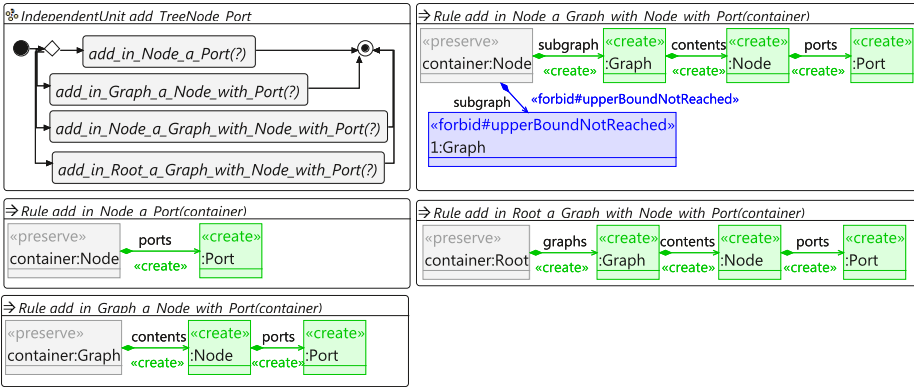 IndependentUnit add_TreeNode_Port
add_in_Node_a_Port(?)
add_in_Graph_a_Node_with_Port(?)
add_in_Node_a_Graph_with_Node_with_Port(?)
add_in_Root_a_Graph_with_Node_with_Port(?)
Rule add_in_Node_a_Graph_with_Node_with_Port(container)
«preserve» subgraph «create» contents «create» ports «create»
container:Node «create» :Graph «create» :Node «create» :Port
subgraph «forbid#upperBoundNotReached»
«forbid#upperBoundNotReached»
1:Graph
Rule add_in_Node_a_Port(container)
«preserve» ports «create»
container:Node «create» :Port
Rule add_in_Root_a_Graph_with_Node_with_Port(container)
«preserve» graphs «create» contents «create» ports «create»
container:Root «create» :Graph «create» :Node «create» :Port
Rule add_in_Graph_a_Node_with_Port(container)
«preserve» contents «create» ports «create»
container:Graph «create» :Node «create» :Port